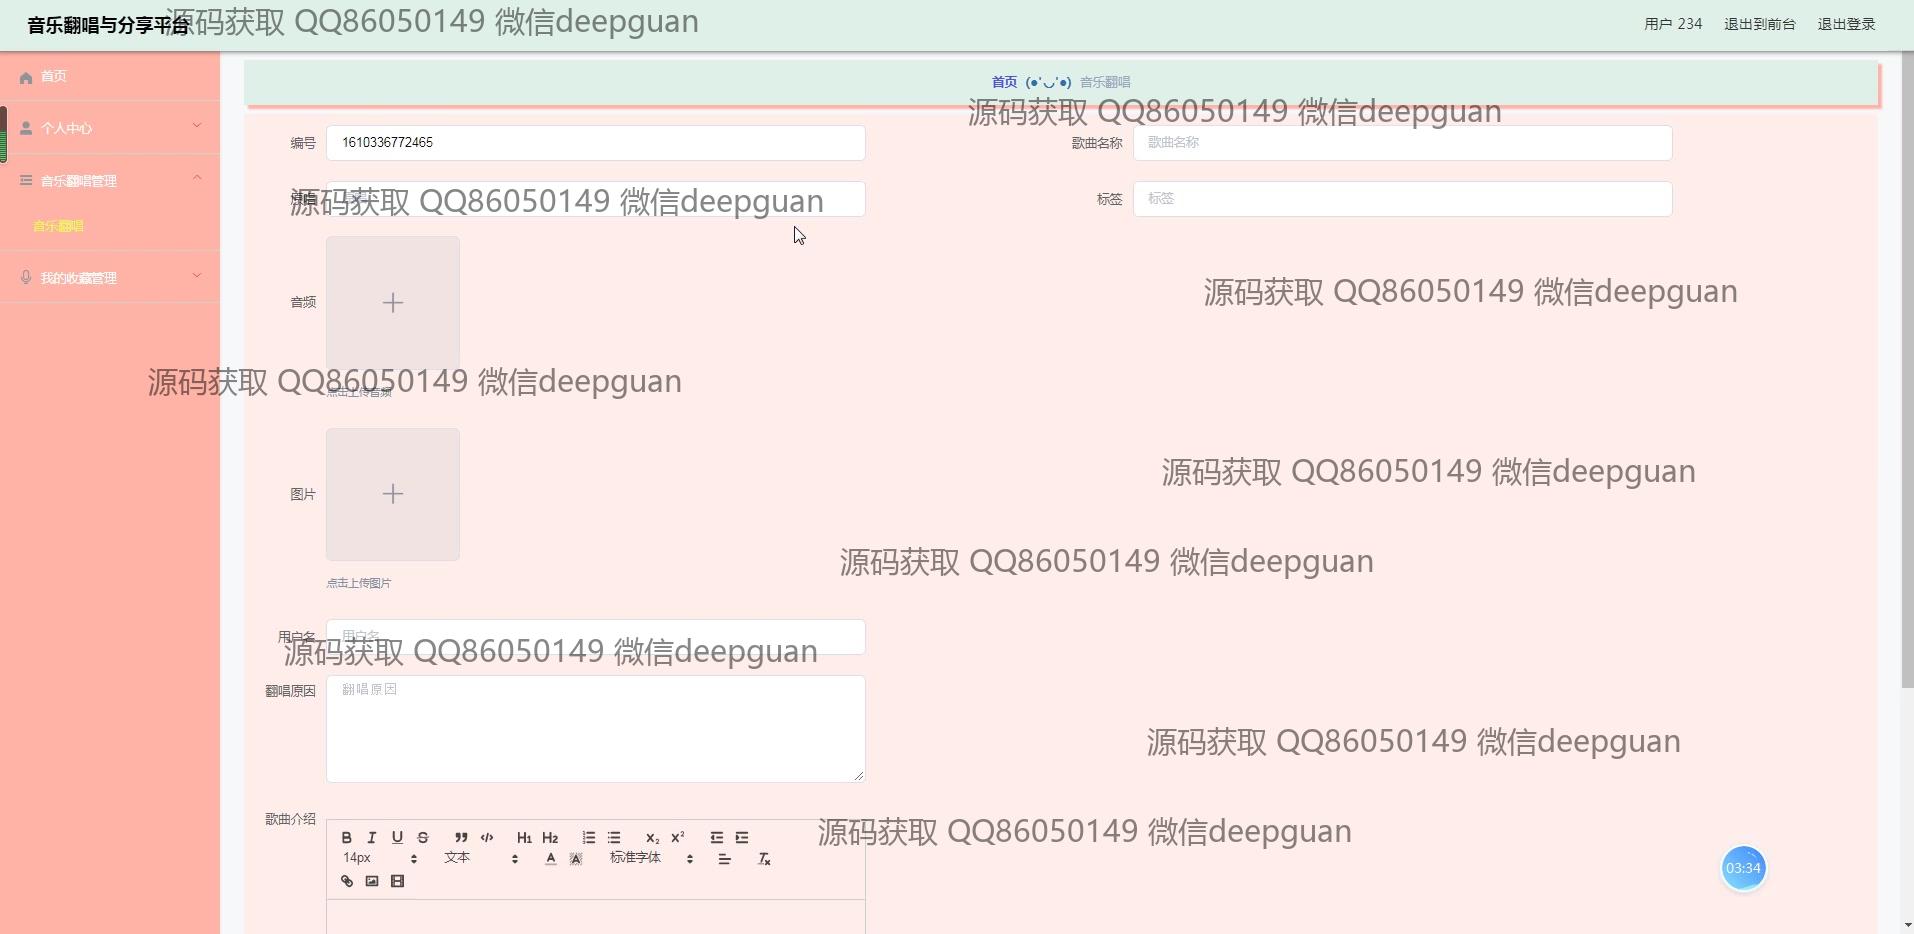 音乐翻唱与分享平台
源码获取 QQ86050149 微信deepguan
用户 234 退出到前台 退出登录
首页
个人中心
音乐翻唱管理
音乐翻唱
我的收藏管理
首页 (●'◡'●) 音乐翻唱
源码获取 QQ86050149 微信deepguan
编号 1610336772465
歌曲名称 歌曲名称
原唱
源码获取 QQ86050149 微信deepguan
标签 标签
音频
源码获取 QQ86050149 微信deepguan
源码获取 QQ86050149 微信deepguan
点击上传音频
图片
源码获取 QQ86050149 微信deepguan
源码获取 QQ86050149 微信deepguan
点击上传图片
用户名 用户名
源码获取 QQ86050149 微信deepguan
翻唱原因 翻唱原因
源码获取 QQ86050149 微信deepguan
歌曲介绍
源码获取 QQ86050149 微信deepguan
B I U S H1 H2 X2 X2
14px 文本 A A 标准字体 Tx
03:34